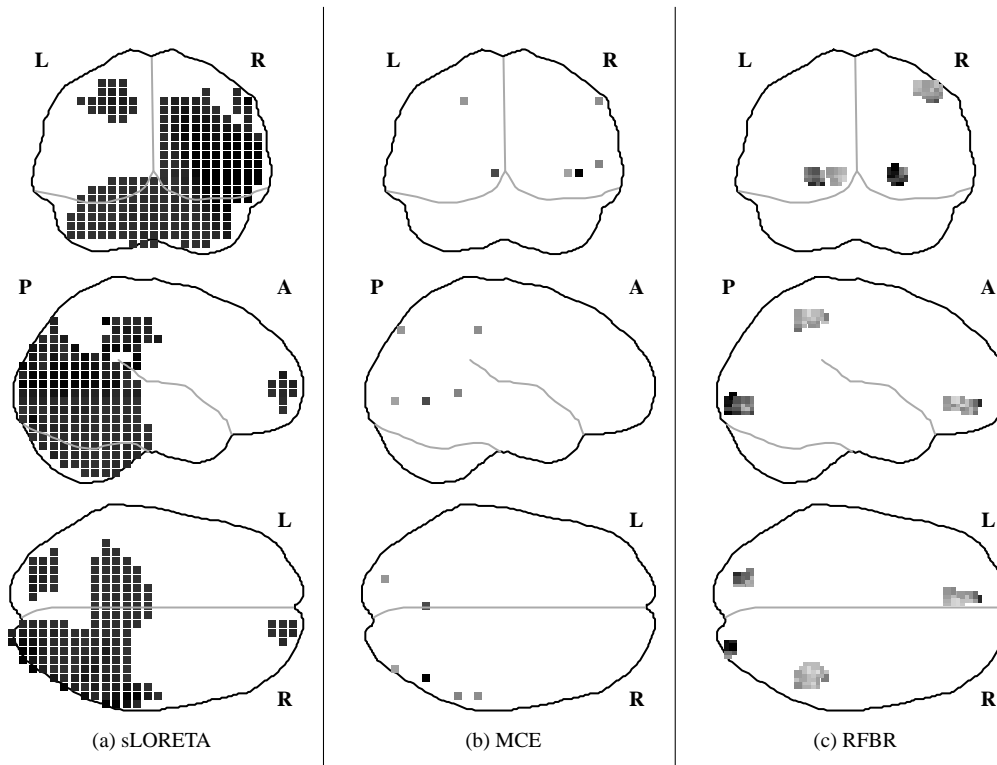 L R
P A
L
R
(a) sLORETA
L R
P A
L
R
(b) MCE
L R
P A
L
R
(c) RFBR